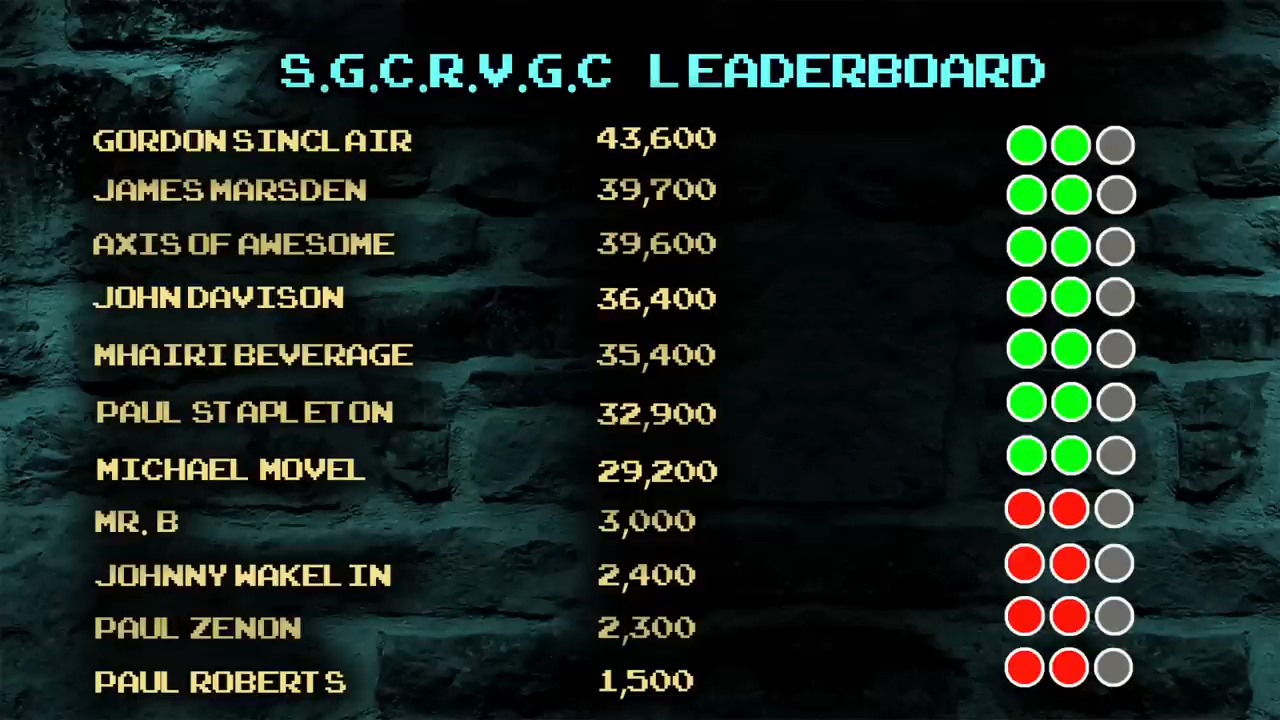 S.G.C.R.V.G.C LEADERBOARD
GORDON SINCLAIR 43,600
JAMES MARSDEN 39,700
AXIS OF AWESOME 39,600
JOHN DAVISON 36,400
MHAIRI BEVERAGE 35,400
PAUL STAPLETON 32,900
MICHAEL MOVEL 29,200
MR. B 3,000
JOHNNY WAKELIN 2,400
PAUL ZENON 2,300
PAUL ROBERTS 1,500